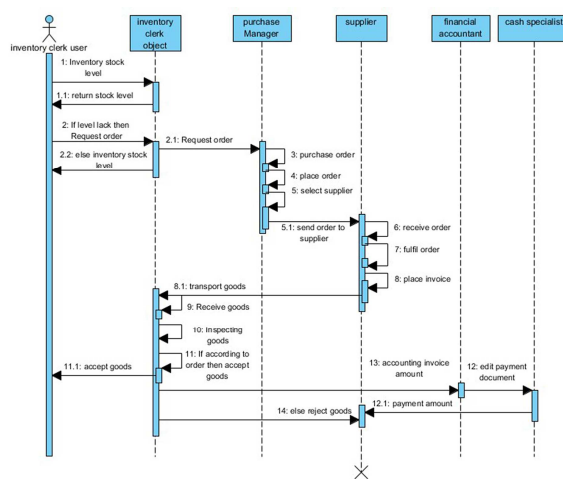 inventory
clerk
object
purchase
Manager
supplier
financial
accountant
cash specialist
inventory clerk user
1: Inventory stock
level
1.1: return stock level
2: If level lack then
Request order
2.1: Request order
2.2: else inventory stock
level
3: purchase order
4: place order
5: select supplier
5.1: send order to
supplier
6: receive order
7: fulfil order
8: place invoice
8.1: transport goods
9: Receive goods
10: Inspecting
goods
11: If according to
order then accept
goods
11.1: accept goods
13: accounting invoice
amount
12: edit payment
document
12.1: payment amount
14: else reject goods